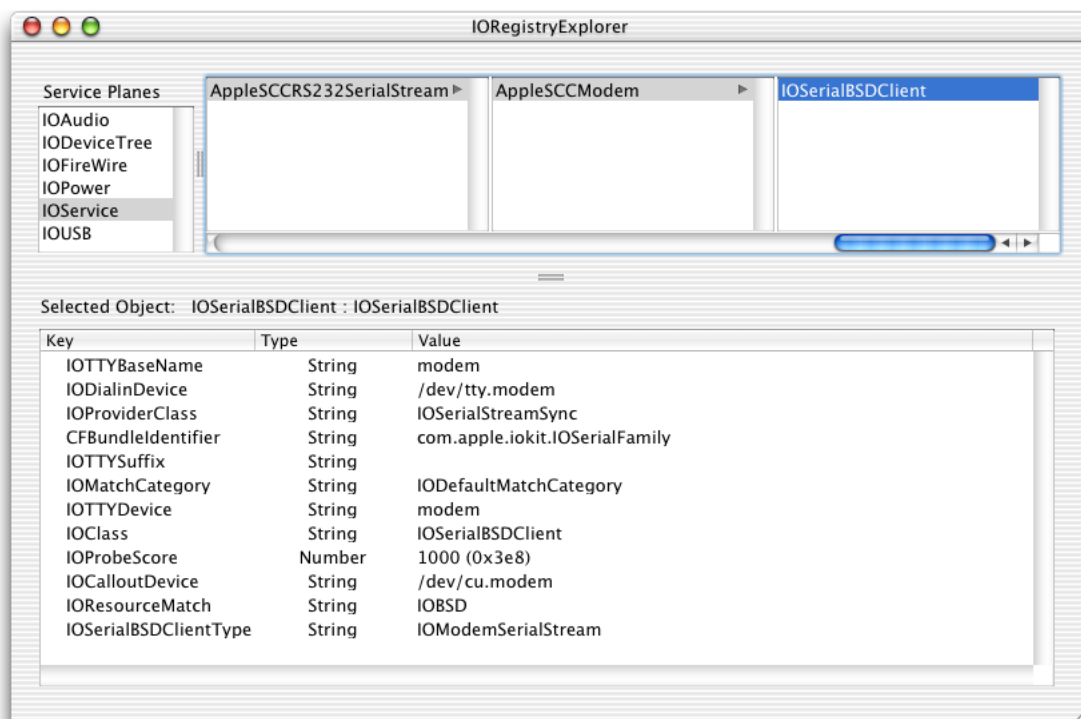 IORegistryExplorer
Service Planes
IOAudio
IODeviceTree
IOFireWire
IOPower
IOService
IOUSB
AppleSCCRS232SerialStream
AppleSCCModem
IOSerialBSDClient
Selected Object: IOSerialBSDClient : IOSerialBSDClient
Key Type Value
IOTTYBaseName String modem
IODialinDevice String /dev/tty.modem
IOProviderClass String IOSerialStreamSync
CFBundleIdentifier String com.apple.iokit.IOSerialFamily
IOTTYSuffix String
IOMatchCategory String IODefaultMatchCategory
IOTTYDevice String modem
IOClass String IOSerialBSDClient
IOProbeScore Number 1000 (0x3e8)
IOCalloutDevice String /dev/cu.modem
IOResourceMatch String IOBSD
IOSerialBSDClientType String IOModemSerialStream